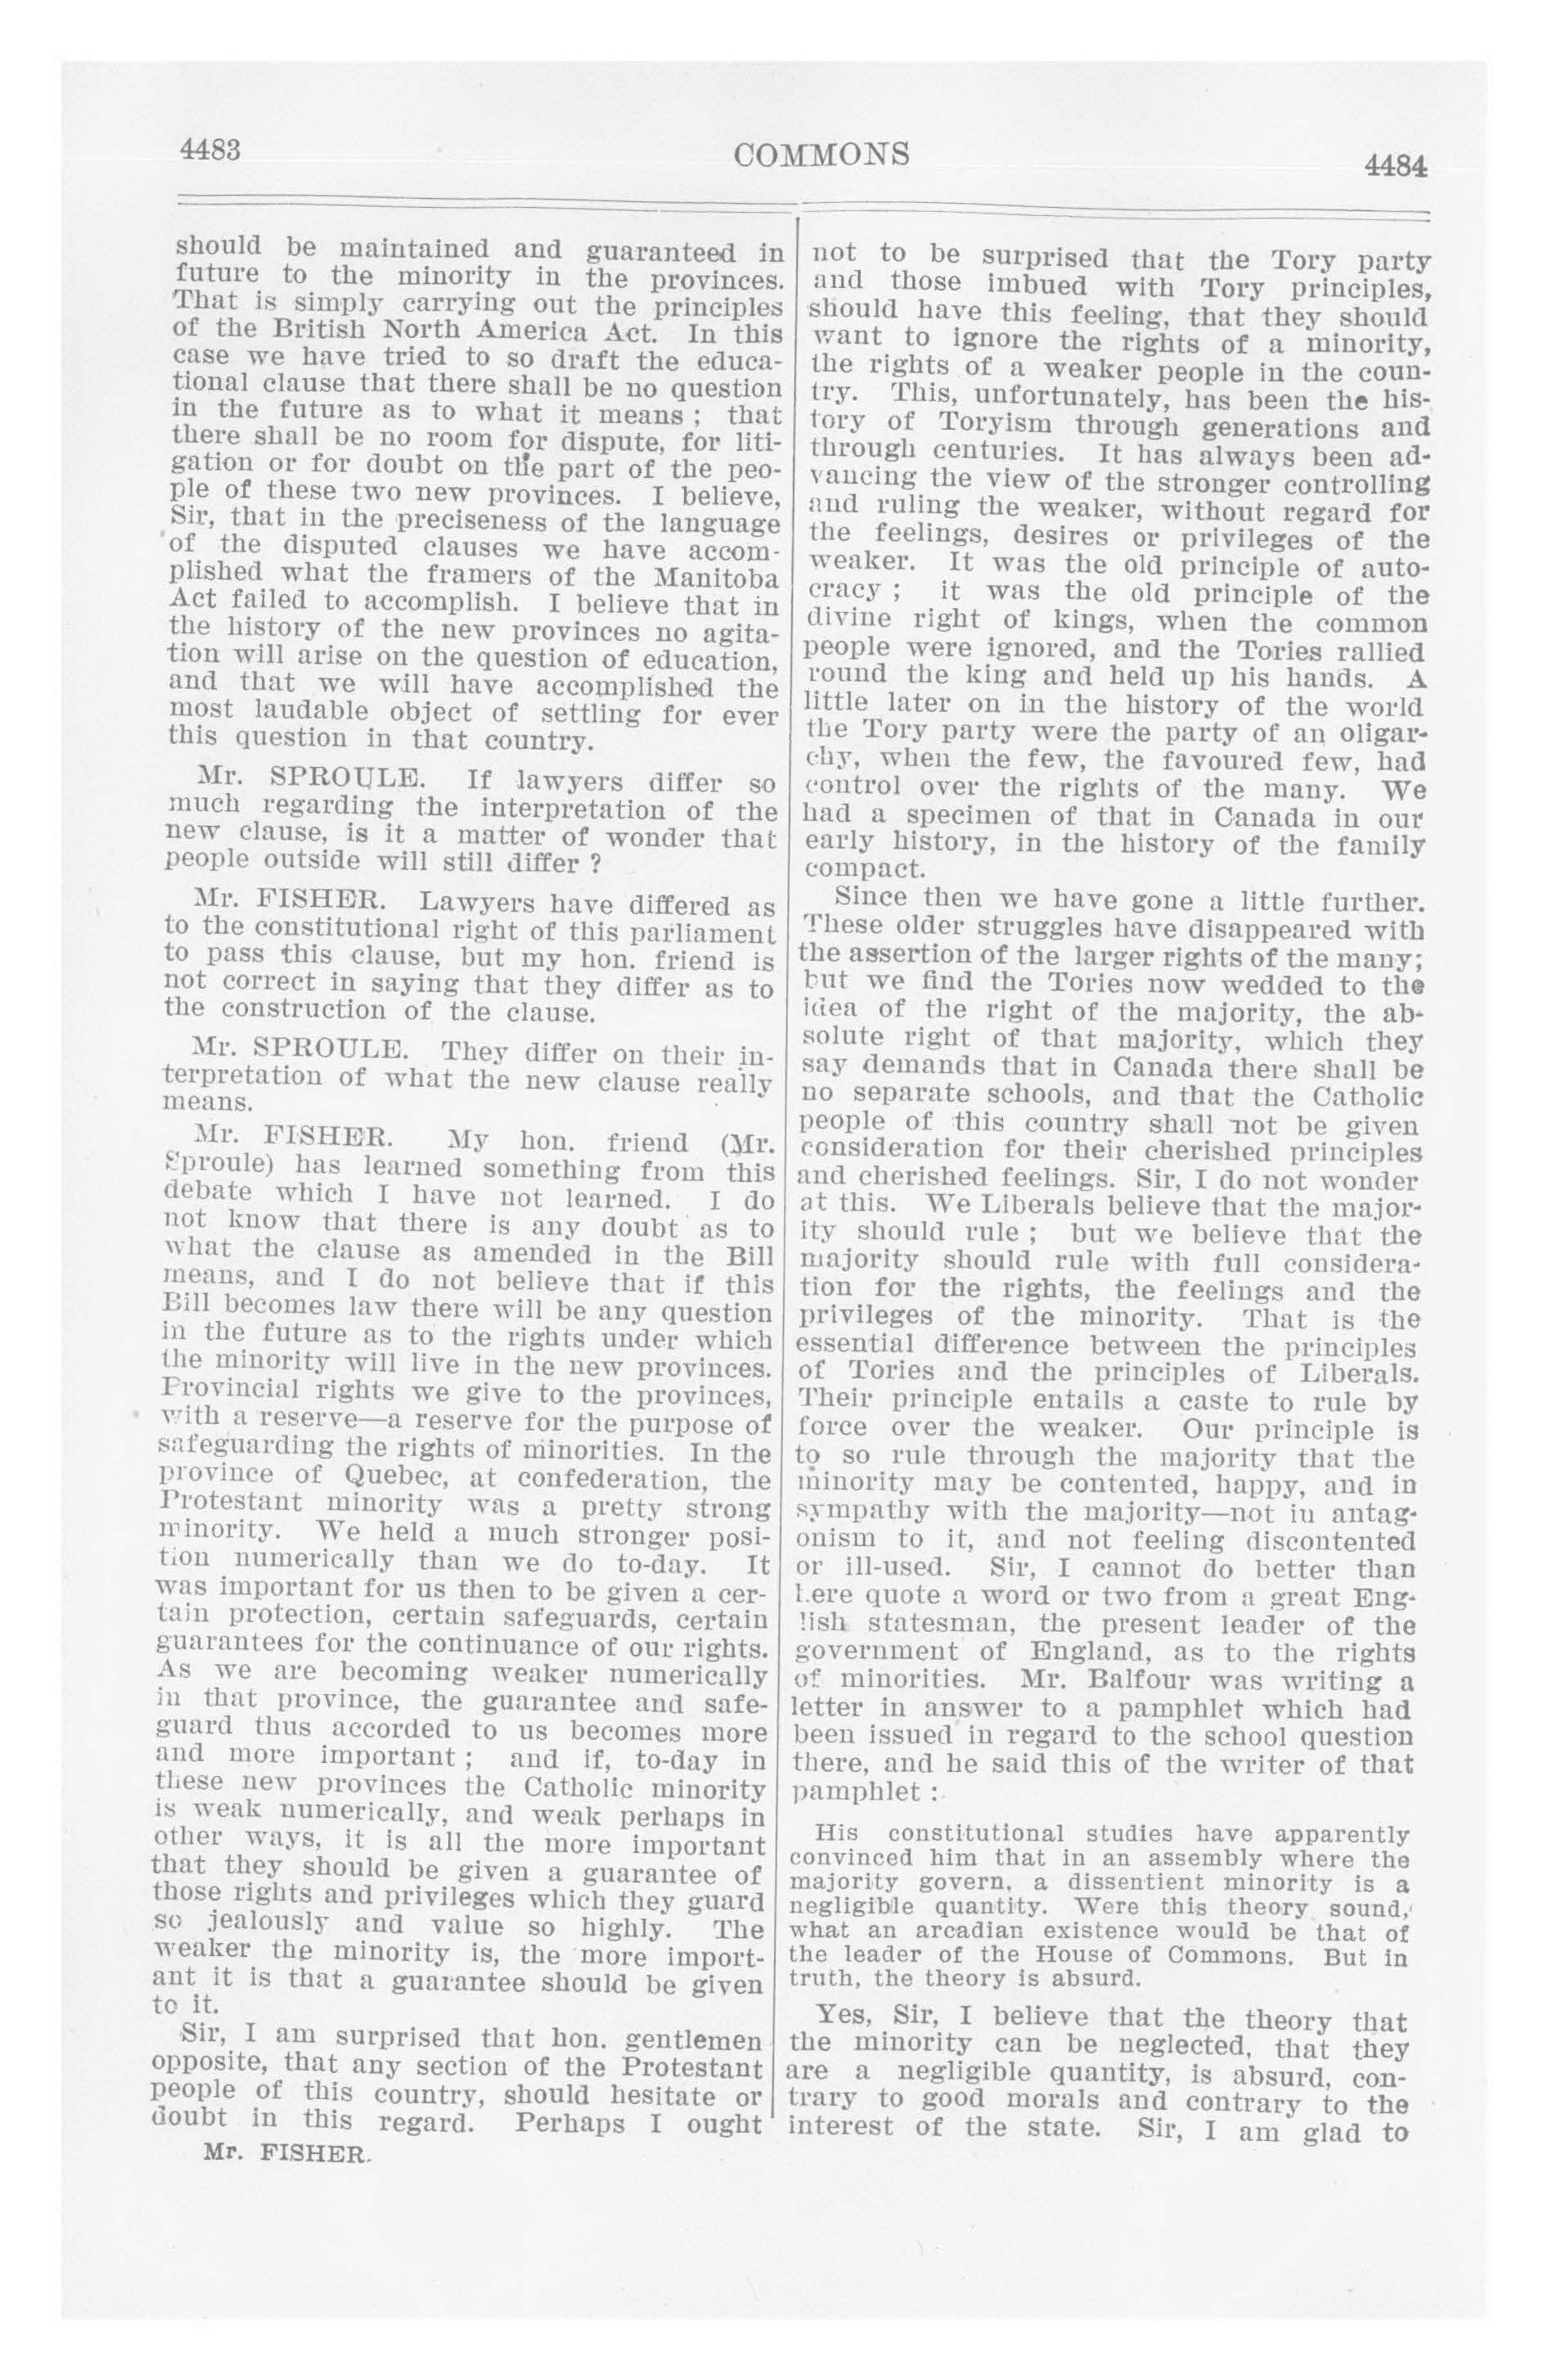 4483
COMMONS
4484
should be maintained and guaranteed in
future to the minority in the provinces.
That is simply carrying out the principles
of the British North America Act. In this
case we have tried to so draft the educa-
tional clause that there shall be no question
in the future as to what it means ; that
there shall be no room for dispute, for liti-
gation or for doubt on the part of the peo-
ple of these two new provinces. I believe,
Sir, that in the preciseness of the language
of the disputed clauses we have accom-
plished what the framers of the Manitoba
Act failed to accomplish. I believe that in
the history of the new provinces no agita-
tion will arise on the question of education,
and that we will have accomplished the
most laudable object of settling for ever
this question in that country.
Mr. SPROULE. If lawyers differ so
much regarding the interpretation of the
new clause, is it a matter of wonder that
people outside will still differ ?
Mr. FISHER. Lawyers have differed as
to the constitutional right of this parliament
to pass this clause, but my hon. friend is
not correct in saying that they differ as to
the construction of the clause.
Mr. SPROULE. They differ on their in-
terpretation of what the new clause really
means.
Mr. FISHER. My hon. friend (Mr.
Sproule) has learned something from this
debate which I have not learned. I do
not know that there is any doubt as to
what the clause as amended in the Bill
means, and I do not believe that if this
Bill becomes law there will be any question
in the future as to the rights under which
the minority will live in the new provinces.
Provincial rights we give to the provinces,
with a reserve—a reserve for the purpose of
safeguarding the rights of minorities. In the
province of Quebec, at confederation, the
Protestant minority was a pretty strong
minority. We held a much stronger posi-
tion numerically than we do to-day. It
was important for us then to be given a cer-
tain protection, certain safeguards, certain
guarantees for the continuance of our rights.
As we are becoming weaker numerically
in that province, the guarantee and safe-
guard thus accorded to us becomes more
and more important ; and if, to-day in
these new provinces the Catholic minority
is weak numerically, and weak perhaps in
other ways, it is all the more important
that they should be given a guarantee of
those rights and privileges which they guard
so jealously and value so highly. The
weaker the minority is, the more import-
ant it is that a guarantee should be given
to it.
Sir, I am surprised that hon. gentlemen
opposite, that any section of the Protestant
people of this country, should hesitate or
doubt in this regard. Perhaps I ought
Mr. FISHER.
not to be surprised that the Tory party
and those imbued with Tory principles,
should have this feeling, that they should
want to ignore the rights of a minority,
the rights of a weaker people in the coun-
try. This, unfortunately, has been the his-
tory of Toryism through generations and
through centuries. It has always been ad-
vancing the view of the stronger controlling
and ruling the weaker, without regard for
the feelings, desires or privileges of the
weaker. It was the old principle of auto-
cracy ; it was the old principle of the
divine right of kings, when the common
people were ignored, and the Tories rallied
round the king and held up his hands. A
little later on in the history of the world
the Tory party were the party of an oligar-
chy, when the few, the favoured few, had
control over the rights of the many. We
had a specimen of that in Canada in our
early history, in the history of the family
compact.
Since then we have gone a little further.
These older struggles have disappeared with
the assertion of the larger rights of the many;
but we find the Tories now wedded to the
idea of the right of the majority, the ab-
solute right of that majority, which they
say demands that in Canada there shall be
no separate schools, and that the Catholic
people of this country shall not be given
consideration for their cherished principles
and cherished feelings. Sir, I do not wonder
at this. We Liberals believe that the major-
ity should rule ; but we believe that the
majority should rule with full considera-
tion for the rights, the feelings and the
privileges of the minority. That is the
essential difference between the principles
of Tories and the principles of Liberals.
Their principle entails a caste to rule by
force over the weaker. Our principle is
to so rule through the majority that the
minority may be contented, happy, and in
sympathy with the majority—not in antag-
onism to it, and not feeling discontented
or ill-used. Sir, I cannot do better than
here quote a word or two from a great Eng-
lish statesman, the present leader of the
government of England, as to the rights
of minorities. Mr. Balfour was writing a
letter in answer to a pamphlet which had
been issued in regard to the school question
there, and he said this of the writer of that
pamphlet :
His constitutional studies have apparently
convinced him that in an assembly where the
majority govern, a dissentient minority is a
negligible quantity. Were this theory sound,
what an arcadian existence would be that of
the leader of the House of Commons. But in
truth, the theory is absurd.
Yes, Sir, I believe that the theory that
the minority can be neglected, that they
are a negligible quantity, is absurd, con-
trary to good morals and contrary to the
interest of the state. Sir, I am glad to